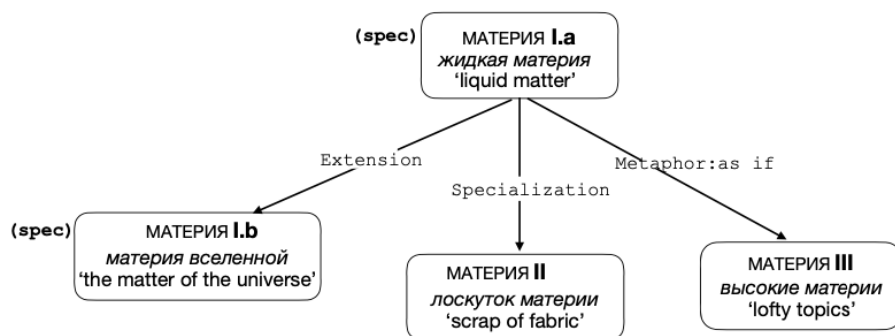 (spec) МАТЕРИЯ I.a
жидкая материя
‘liquid matter’
Extension
Metaphor:as if
Specialization
(spec) МАТЕРИЯ I.b
материя вселенной
‘the matter of the universe’
МАТЕРИЯ II
лоскуток материи
‘scrap of fabric’
МАТЕРИЯ III
высокие материи
‘lofty topics’